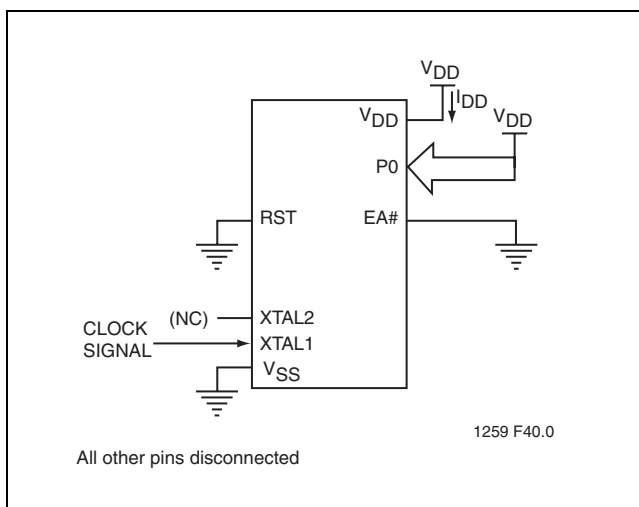 VDD
IDD
VDD
VDD
P0
RST
EA#
(NC)
XTAL2
CLOCK
SIGNAL
XTAL1
VSS
1259 F40.0
All other pins disconnected